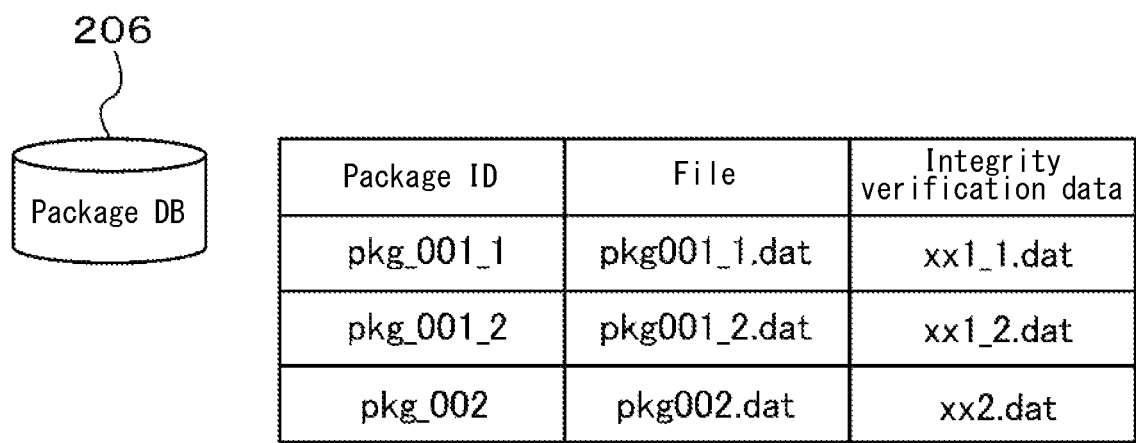 206
Package DB
Package ID File Integrity
verification data
pkg_001_1 pkg001_1.dat xx1_1.dat
pkg_001_2 pkg001_2.dat xx1_2.dat
pkg_002 pkg002.dat xx2.dat